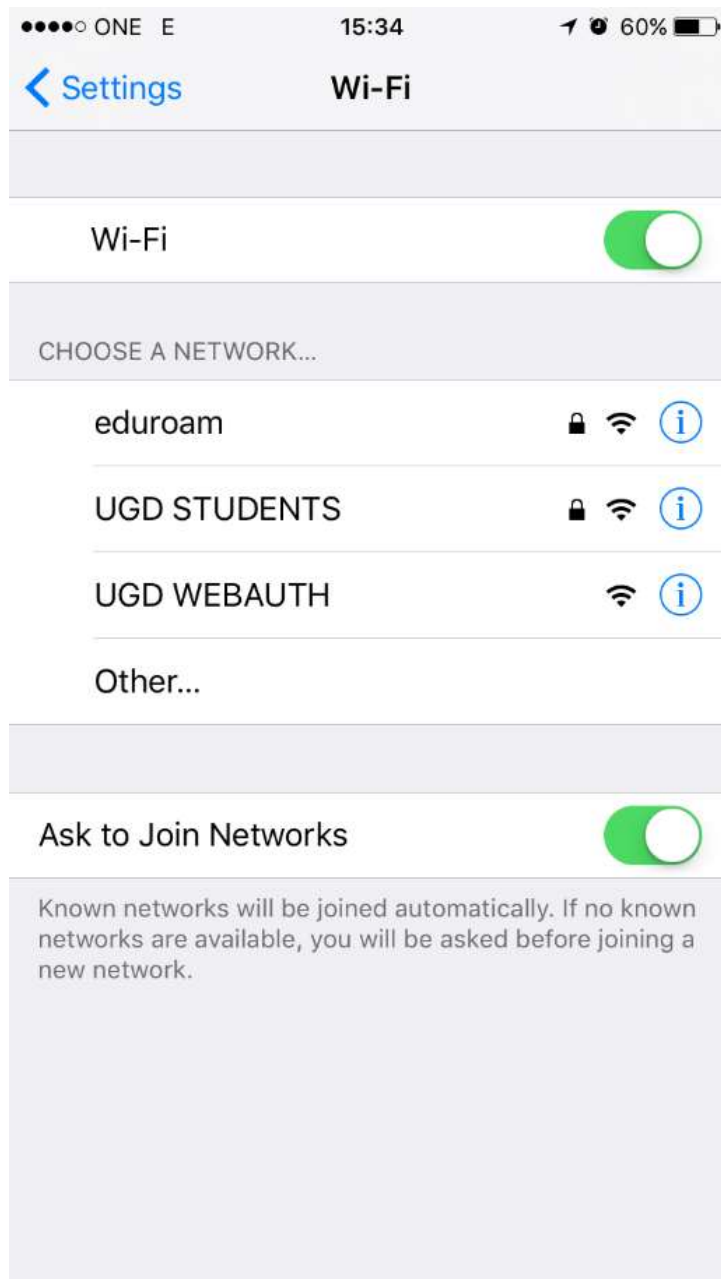 ONE E 15:34 60%
Settings Wi-Fi
Wi-Fi
CHOOSE A NETWORK...
eduroam
UGD STUDENTS
UGD WEBAUTH
Other...
Ask to Join Networks
Known networks will be joined automatically. If no known
networks are available, you will be asked before joining a
new network.